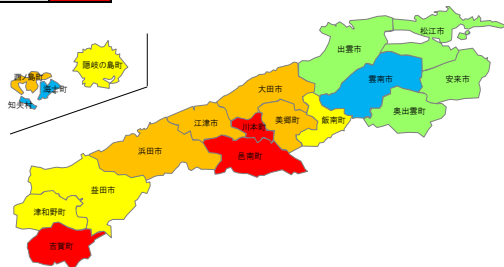 松江市
出雲市
隠岐の島町
西ノ島町
雲南市
安来市
海士町
大田市
知夫村
奥出雲町
江津市
川本町
美郷町
飯南町
浜田市
邑南町
益田市
津和野町
吉賀町